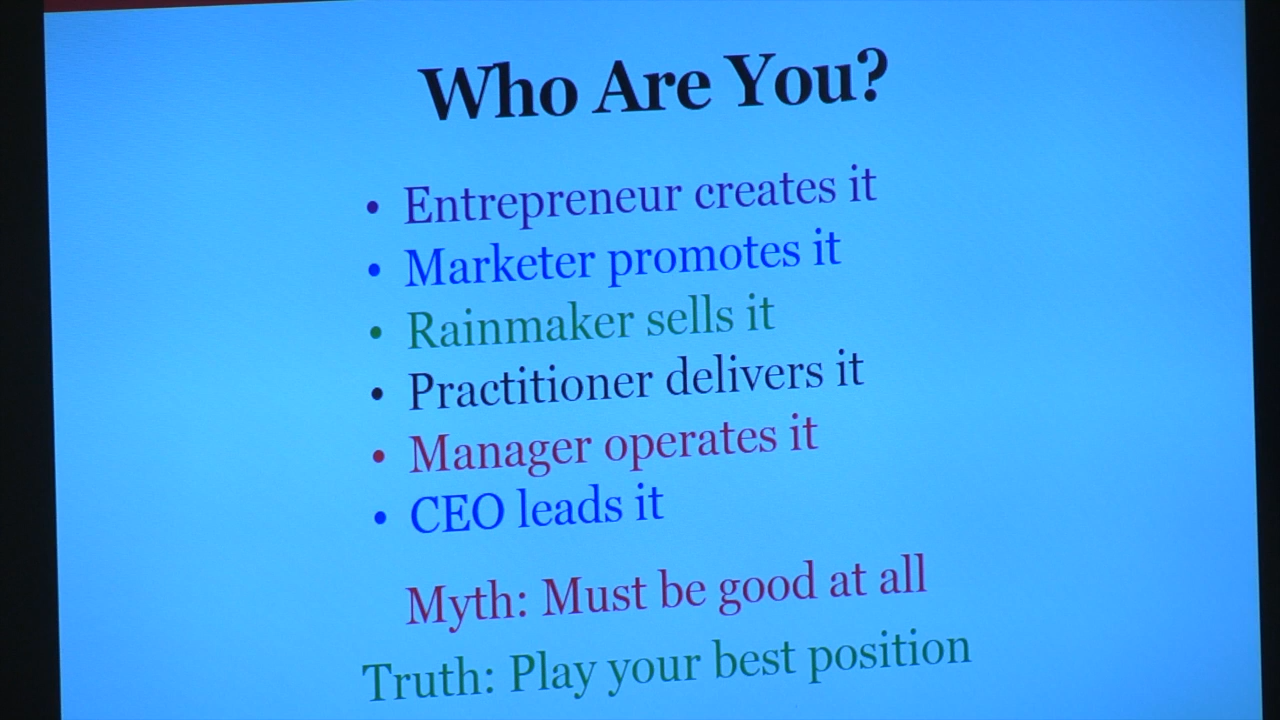 Who Are You?
• Entrepreneur creates it
• Marketer promotes it
• Rainmaker sells it
• Practitioner delivers it
• Manager operates it
• CEO leads it
Myth: Must be good at all
Truth: Play your best position